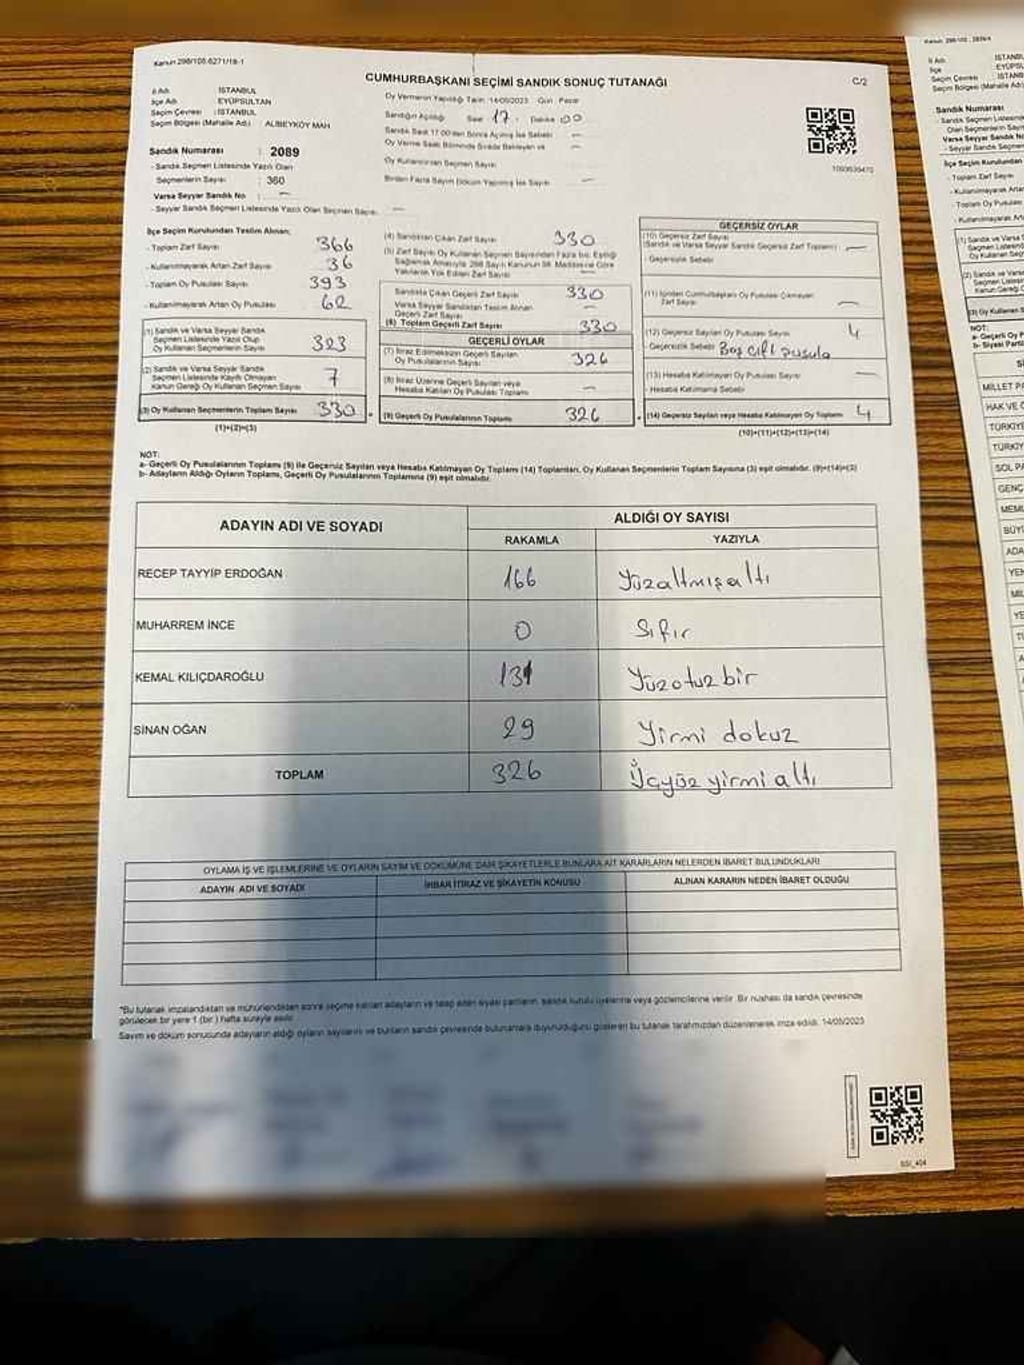 Kanun 298/105.6271/18-1
CUMHURBAŞKANI SEÇİMİ SANDIK SONUÇ TUTANAĞI
C/2
İl Adı : İSTANBUL
İlçe Adı : EYÜPSULTAN
Seçim Çevresi : İSTANBUL
Seçim Bölgesi (Mahalle Adı) : ALİBEYKÖY MAH
Oy Vermenin Yapıldığı Tarih: 14/05/2023 Gün: Pazar
Sandığın Açıldığı Saat 17 Dakika 00
Sandık Saat 17:00'den Sonra Açılmış İse Sebebi —
Oy Verme Saati Bitiminde Sırada Bekleyen ve —
Oy Kullandırılan Seçmen Sayısı
Birden Fazla Sayım Döküm Yapılmış İse Sayısı —
Sandık Numarası : 2089
- Sandık Seçmen Listesinde Yazılı Olan
Seçmenlerin Sayısı : 360
Varsa Seyyar Sandık No : —
- Seyyar Sandık Seçmen Listesinde Yazılı Olan Seçmen Sayısı —
İlçe Seçim Kurulundan Teslim Alınan;
- Toplam Zarf Sayısı 366
- Kullanılmayarak Artan Zarf Sayısı 36
- Toplam Oy Pusulası Sayısı 393
- Kullanılmayarak Artan Oy Pusulası 62
(1) Sandık ve Varsa Seyyar Sandık
Seçmen Listesinde Yazılı Olup
Oy Kullanan Seçmenlerin Sayısı 323
(2) Sandık ve Varsa Seyyar Sandık
Seçmen Listesinde Kayıtlı Olmayan
Kanun Gereği Oy Kullanan Seçmen Sayısı 7
(3) Oy Kullanan Seçmenlerin Toplam Sayısı 330
(1)+(2)=(3)
(4) Sandıktan Çıkan Zarf Sayısı 330
(5) Zarf Sayısı Oy Kullanan Seçmen Sayısından Fazla İse, Eşitliği
Sağlamak Amacıyla 298 Sayılı Kanunun 98. Maddesine Göre
Yakılarak Yok Edilen Zarf Sayısı —
Sandıkta Çıkan Geçerli Zarf Sayısı 330
Varsa Seyyar Sandıktan Teslim Alınan
Geçerli Zarf Sayısı —
(6) Toplam Geçerli Zarf Sayısı 330
GEÇERLİ OYLAR
(7) İtiraz Edilmeksizin Geçerli Sayılan
Oy Pusulalarının Sayısı 326
(8) İtiraz Üzerine Geçerli Sayılan veya
Hesaba Katılan Oy Pusulası Toplamı —
(9) Geçerli Oy Pusulalarının Toplamı 326
GEÇERSİZ OYLAR
(10) Geçersiz Zarf Sayısı
(Sandık ve Varsa Seyyar Sandık Geçersiz Zarf Toplamı) —
- Geçersizlik Sebebi
(11) İçinden Cumhurbaşkanı Oy Pusulası Çıkmayan
Zarf Sayısı —
(12) Geçersiz Sayılan Oy Pusulası Sayısı 4
- Geçersizlik Sebebi Boş çift pusula
(13) Hesaba Katılmayan Oy Pusulası Sayısı —
- Hesaba Katılmama Sebebi
(14) Geçersiz Sayılan veya Hesaba Katılmayan Oy Toplamı 4
(10)+(11)+(12)+(13)=(14)
NOT:
a- Geçerli Oy Pusulalarının Toplamı (9) ile Geçersiz Sayılan veya Hesaba Katılmayan Oy Toplamı (14) Toplamları, Oy Kullanan Seçmenlerin Toplam Sayısına (3) eşit olmalıdır. (9)+(14)=(3)
b- Adayların Aldığı Oyların Toplamı, Geçerli Oy Pusulalarının Toplamına (9) eşit olmalıdır.
ADAYIN ADI VE SOYADI
ALDIĞI OY SAYISI
RAKAMLA YAZIYLA
RECEP TAYYİP ERDOĞAN 166 Yüzaltmışaltı
MUHARREM İNCE 0 Sıfır
KEMAL KILIÇDAROĞLU 131 Yüzotuzbir
SİNAN OĞAN 29 Yirmi dokuz
TOPLAM 326 Üçyüz yirmi altı
OYLAMA İŞ VE İŞLEMLERİNE VE OYLARIN SAYIM VE DÖKÜMÜNE DAİR ŞİKAYETLERLE BUNLARA AİT KARARLARIN NELERDEN İBARET BULUNDUKLARI
ADAYIN ADI VE SOYADI İHBAR İTİRAZ VE ŞİKAYETİN KONUSU ALINAN KARARIN NEDEN İBARET OLDUĞU
*Bu tutanak imzalandıktan ve mühürlendikten sonra seçime katılan adayların ve talep eden siyasi partilerin, sandık kurulu üyelerine veya gözlemcilerine verilir. Bir nüshası da sandık çevresinde
görülecek bir yere 1 (bir) hafta süreyle asılır.
Sayım ve döküm sonucunda adayların aldığı oyların sayılarını ve bunların sandık çevresinde bulunanlara duyurulduğunu gösteren bu tutanak tarafımızdan düzenlenerek imza edildi. 14/05/2023